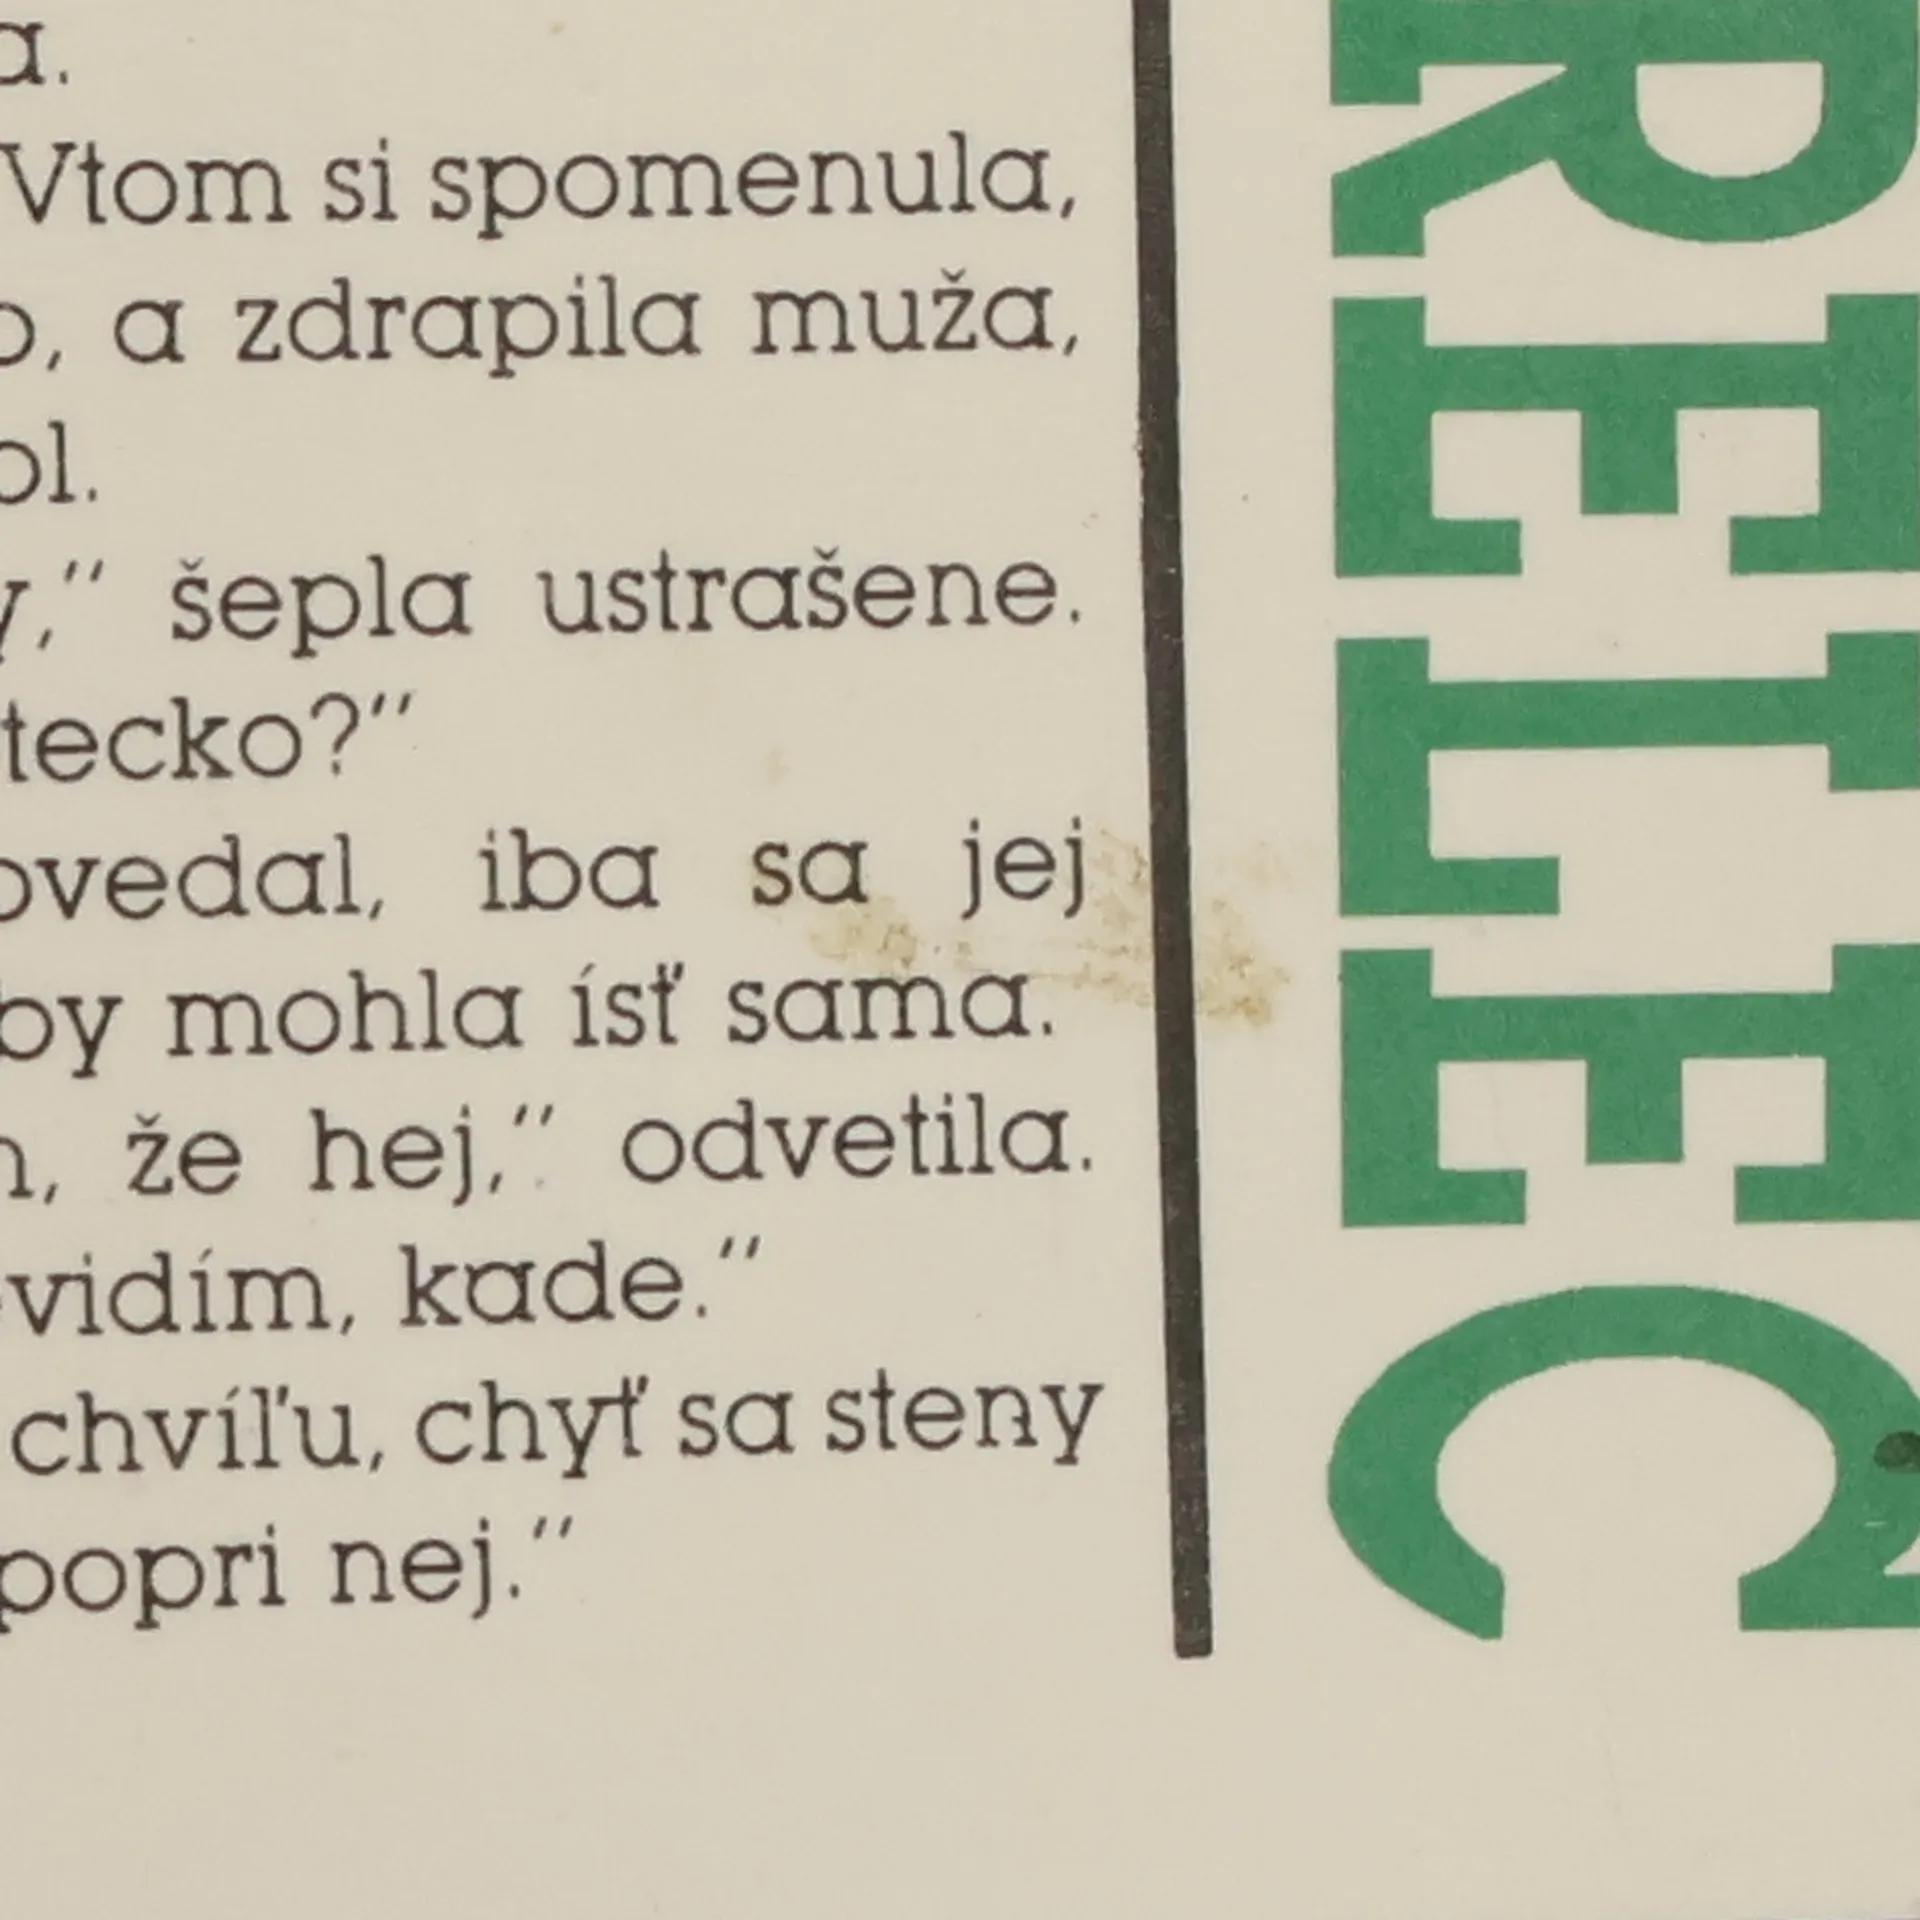 a.
Vtom si spomenula,
o, a zdrapila muža,
ol.
y,“ šepla ustrašene.
tecko?“
ovedal, iba sa jej
by mohla ísť sama.
, že hej,“ odvetila.
vidím, kade.“
chvíľu, chyť sa steny
popri nej.“
RELEC